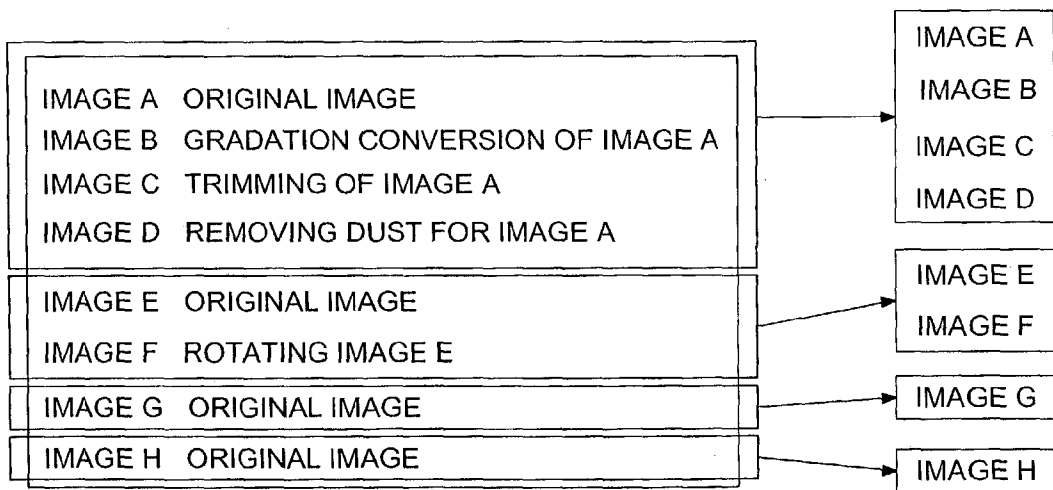 IMAGE A ORIGINAL IMAGE
IMAGE B GRADATION CONVERSION OF IMAGE A
IMAGE C TRIMMING OF IMAGE A
IMAGE D REMOVING DUST FOR IMAGE A
IMAGE E ORIGINAL IMAGE
IMAGE F ROTATING IMAGE E
IMAGE G ORIGINAL IMAGE
IMAGE H ORIGINAL IMAGE
IMAGE A
IMAGE B
IMAGE C
IMAGE D
IMAGE E
IMAGE F
IMAGE G
IMAGE H